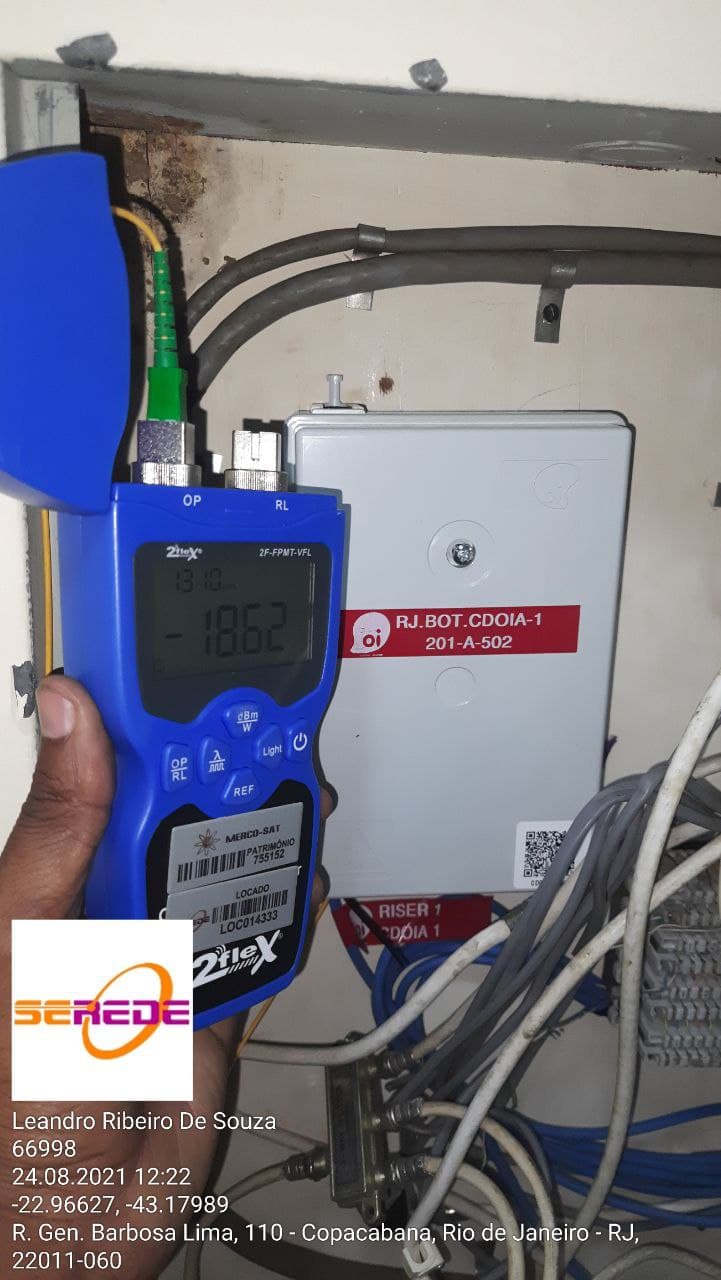 OP
RL
2fleX®
2F-FPMT-VFL
1310
-18.62
dBm
W
OP
RL
λ
Light
REF
MERCO-SAT
PATRIMÔNIO
755152
LOCADO
LOC014333
2fleX®
oi
RJ.BOT.CDOIA-1
201-A-502
RISER 1
CDOIA 1
SEREDE
Leandro Ribeiro De Souza
66998
24.08.2021 12:22
-22.96627, -43.17989
R. Gen. Barbosa Lima, 110 - Copacabana, Rio de Janeiro - RJ,
22011-060